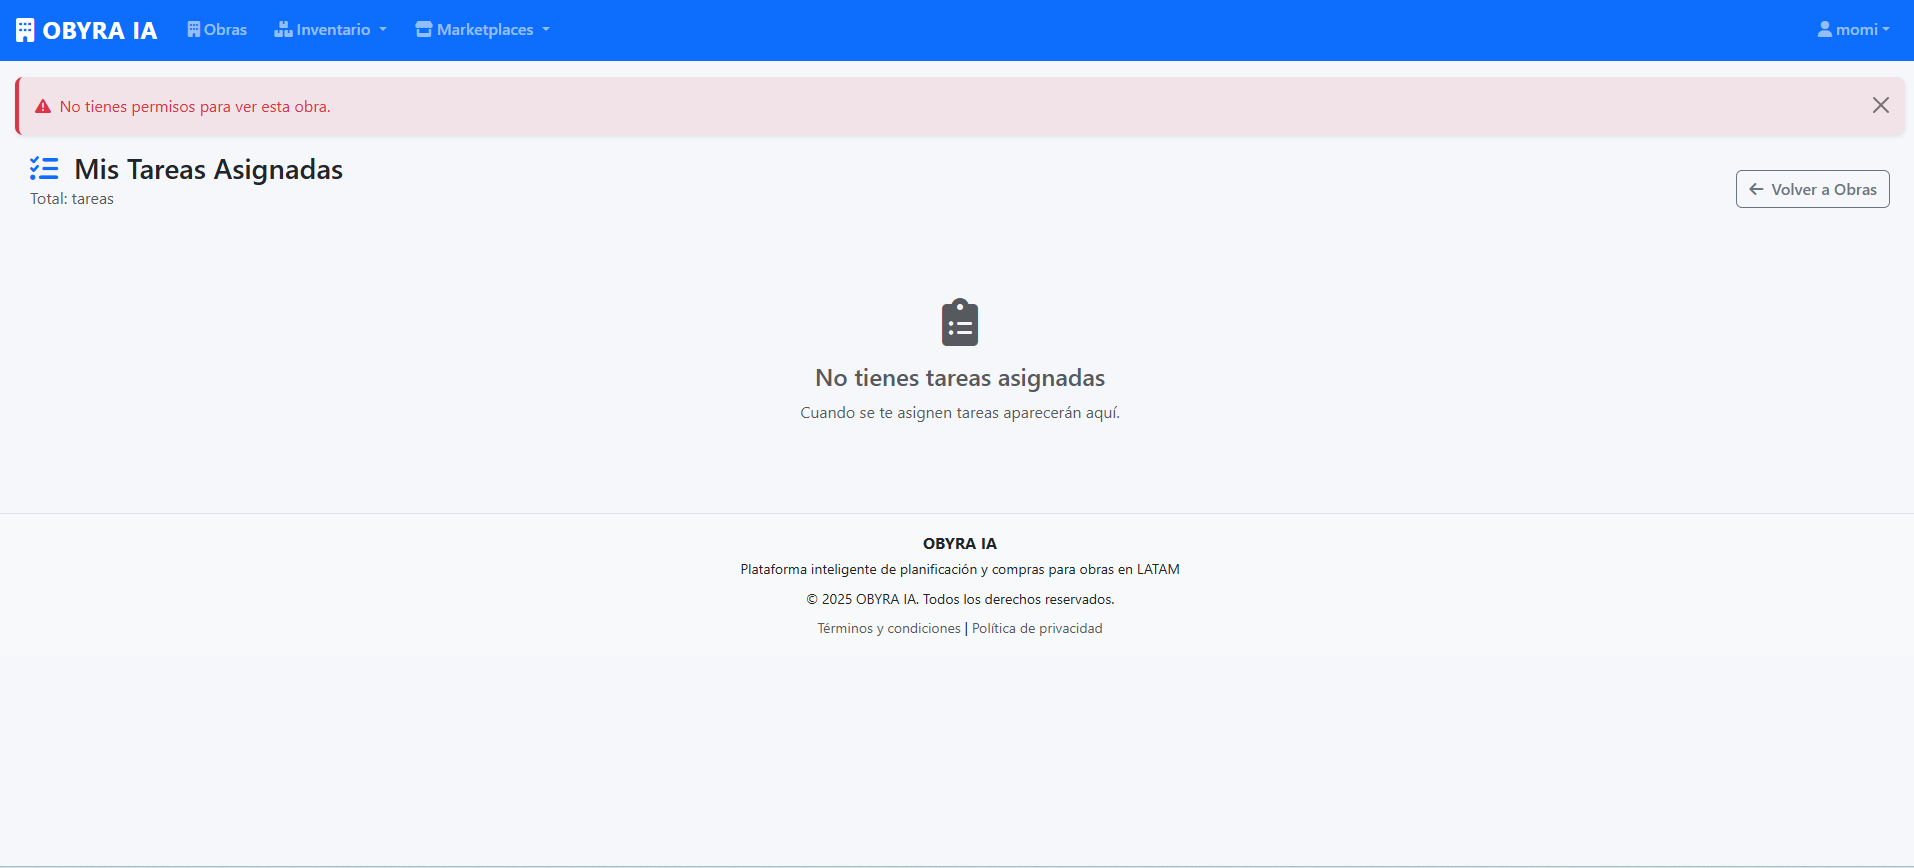 OBYRA IA Obras Inventario Marketplaces momi
No tienes permisos para ver esta obra.
Mis Tareas Asignadas
Total: tareas
Volver a Obras
No tienes tareas asignadas
Cuando se te asignen tareas aparecerán aquí.
OBYRA IA
Plataforma inteligente de planificación y compras para obras en LATAM
© 2025 OBYRA IA. Todos los derechos reservados.
Términos y condiciones | Política de privacidad